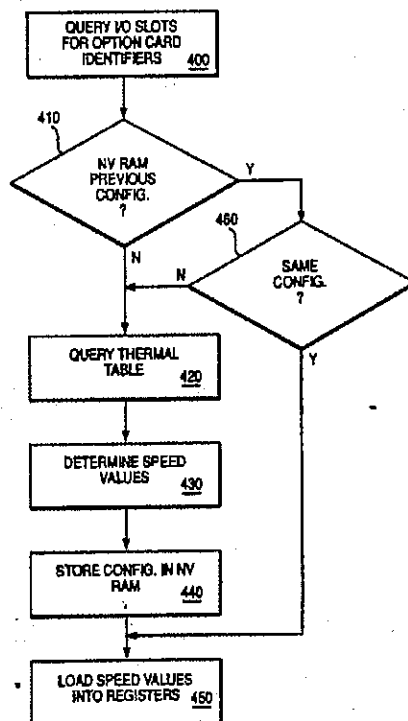 QUERY I/O SLOTS
FOR OPTION CARD
IDENTIFIERS 400
410
NV RAM
PREVIOUS
CONFIG.
?
Y
460
N
N
SAME
CONFIG.
?
Y
QUERY THERMAL
TABLE
420
DETERMINE SPEED
VALUES
430
STORE CONFIG. IN NV
RAM
440
LOAD SPEED VALUES
INTO REGISTERS 450